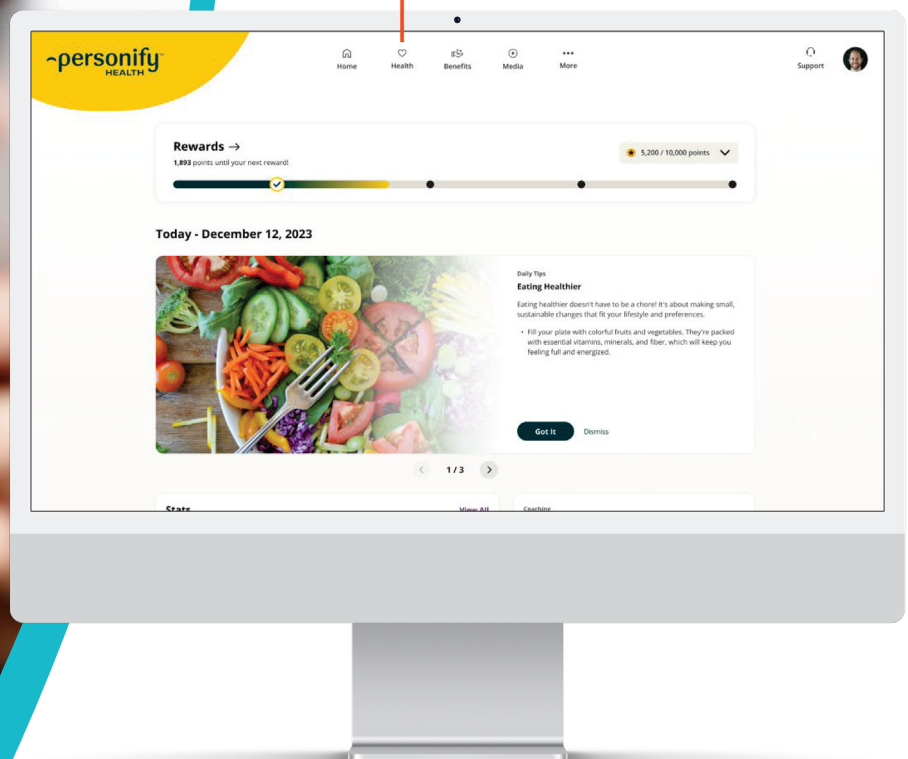 personify
HEALTH
Home
Health
Benefits
Media
More
Support
Rewards →
1,893 points until your next reward!
5,200 / 10,000 points
Today - December 12, 2023
Daily Tips
Eating Healthier
Eating healthier doesn't have to be a chore! It's about making small,
sustainable changes that fit your lifestyle and preferences.
• Fill your plate with colorful fruits and vegetables. They're packed
with essential vitamins, minerals, and fiber, which will keep you
feeling full and energized.
Got It
Dismiss
1 / 3
Stats
View All
Coaching